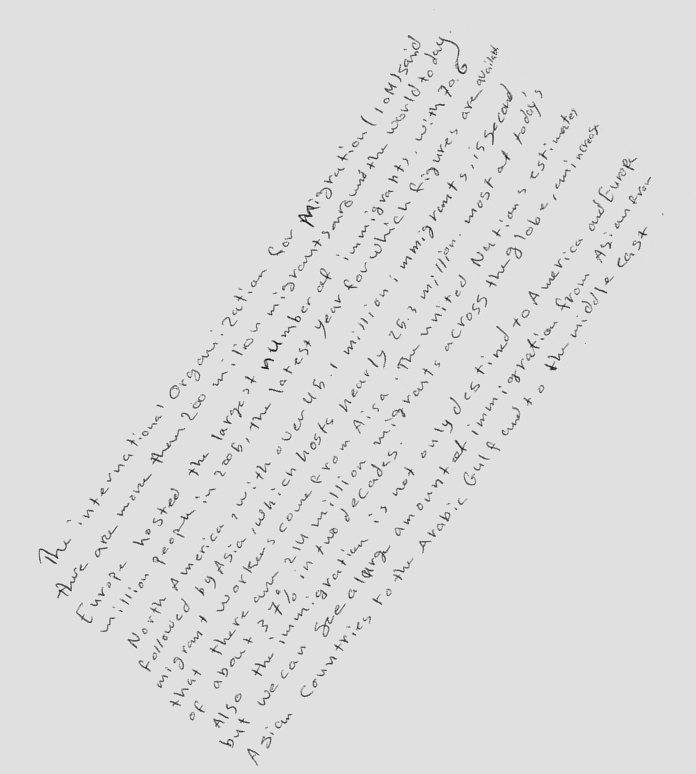 The international Organization for Migration (IOM) said
there are more than 200 million migrants around the world today.
Europe hosted the largest number of immigrants, with 70.6
million people in 2006, The latest year for which figures are available
North America, with over 45.1 million immigrants, is second
followed by Asia, which hosts nearly 25.3 million. most of today's
migrant workers come from Aisa. The united Nations estimates
that there are 214 million migrants across the globe, an increase
of about 37% in two decades.
Also the immigration is not only destined to America and Europe
but we can see a large amount of immigration from Asian from
Asian Countries to the Arabic Gulf and to the middle east.